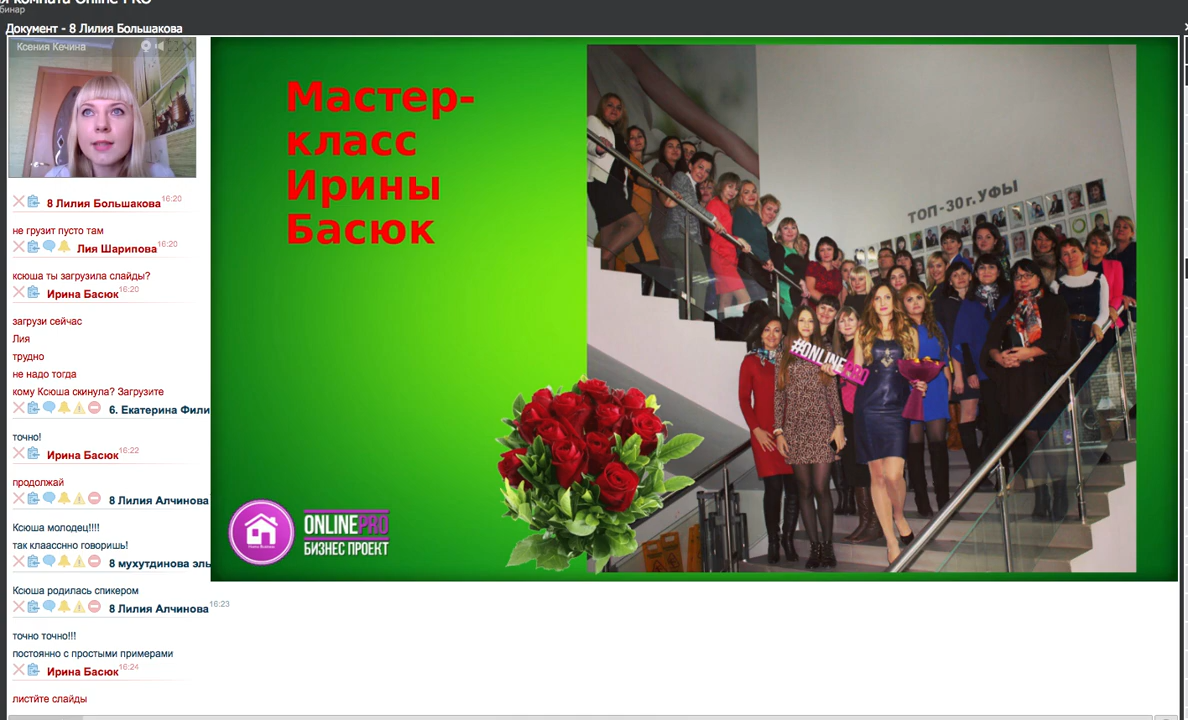 я комната Online PRO
бинар
Документ - 8 Лилия Большакова
Ксения Кечина
8 Лилия Большакова 16:20
не грузит пусто там
Лия Шарипова 16:20
ксюша ты загрузила слайды?
Ирина Басюк 16:20
загрузи сейчас
Лия
трудно
не надо тогда
кому Ксюша скинула? Загрузите
6. Екатерина Фили
точно!
Ирина Басюк 16:22
продолжай
8 Лилия Алчинова
Ксюша молодец!!!!
так клаасснно говоришь!
8 мухутдинова эль
Ксюша родилась спикером
8 Лилия Алчинова 16:23
точно точно!!!
постоянно с простыми примерами
Ирина Басюк 16:24
листйте слайды
Мастер-
класс
Ирины
Басюк
ТОП-30 г. УФЫ
#ONLINEPRO
ONLINEPRO
БИЗНЕС ПРОЕКТ